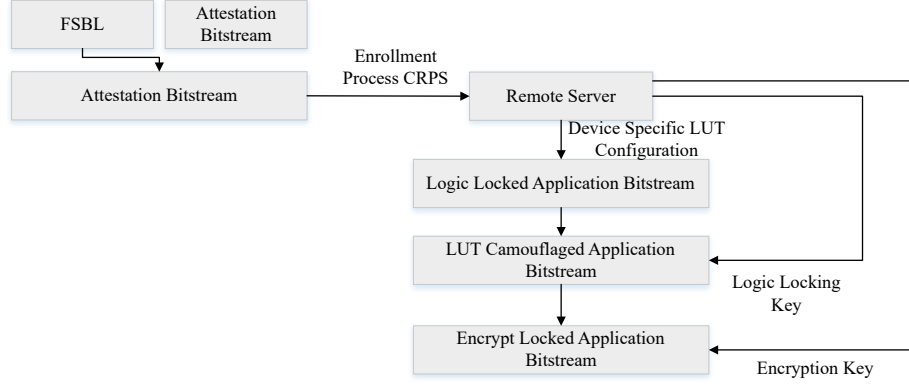 FSBL
Attestation
Bitstream
Attestation Bitstream
Enrollment
Process CRPS
Remote Server
Device Specific LUT
Configuration
Logic Locked Application Bitstream
LUT Camouflaged Application
Bitstream
Logic Locking
Key
Encrypt Locked Application
Bitstream
Encryption Key